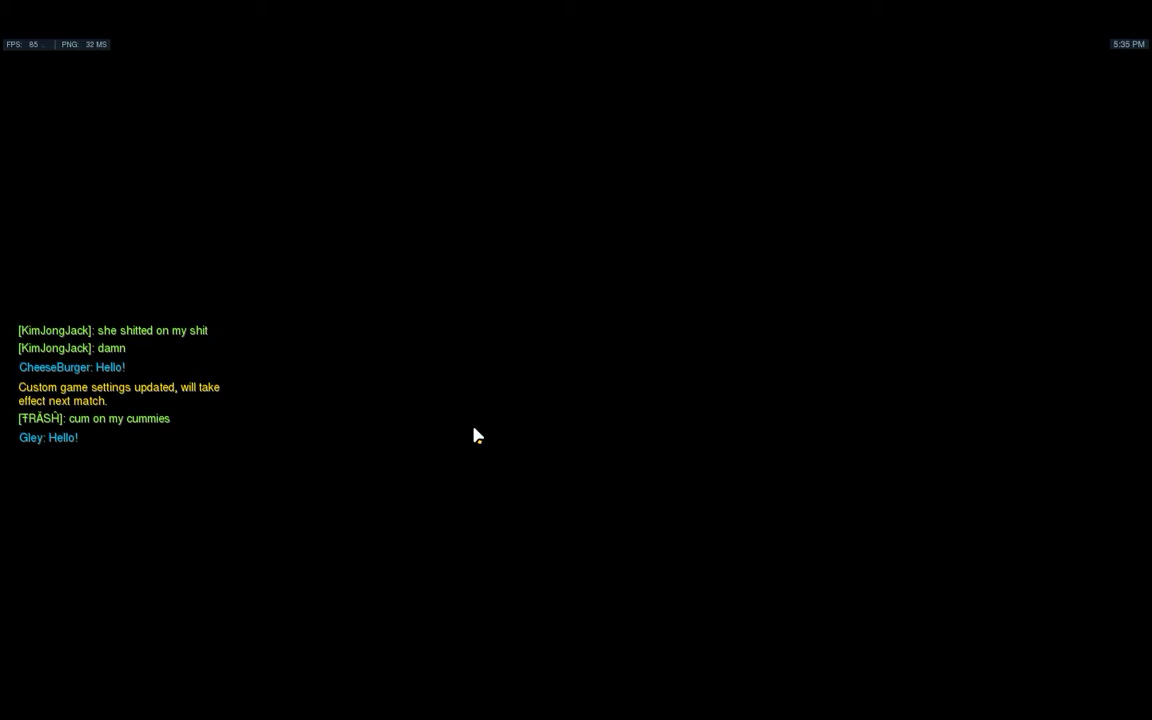 FPS: 85 | PNG: 32 MS
5:35 PM
[KimJongJack]: she shitted on my shit
[KimJongJack]: damn
CheeseBurger: Hello!
Custom game settings updated, will take
effect next match.
[ŦRĂSĤ]: cum on my cummies
Gley: Hello!